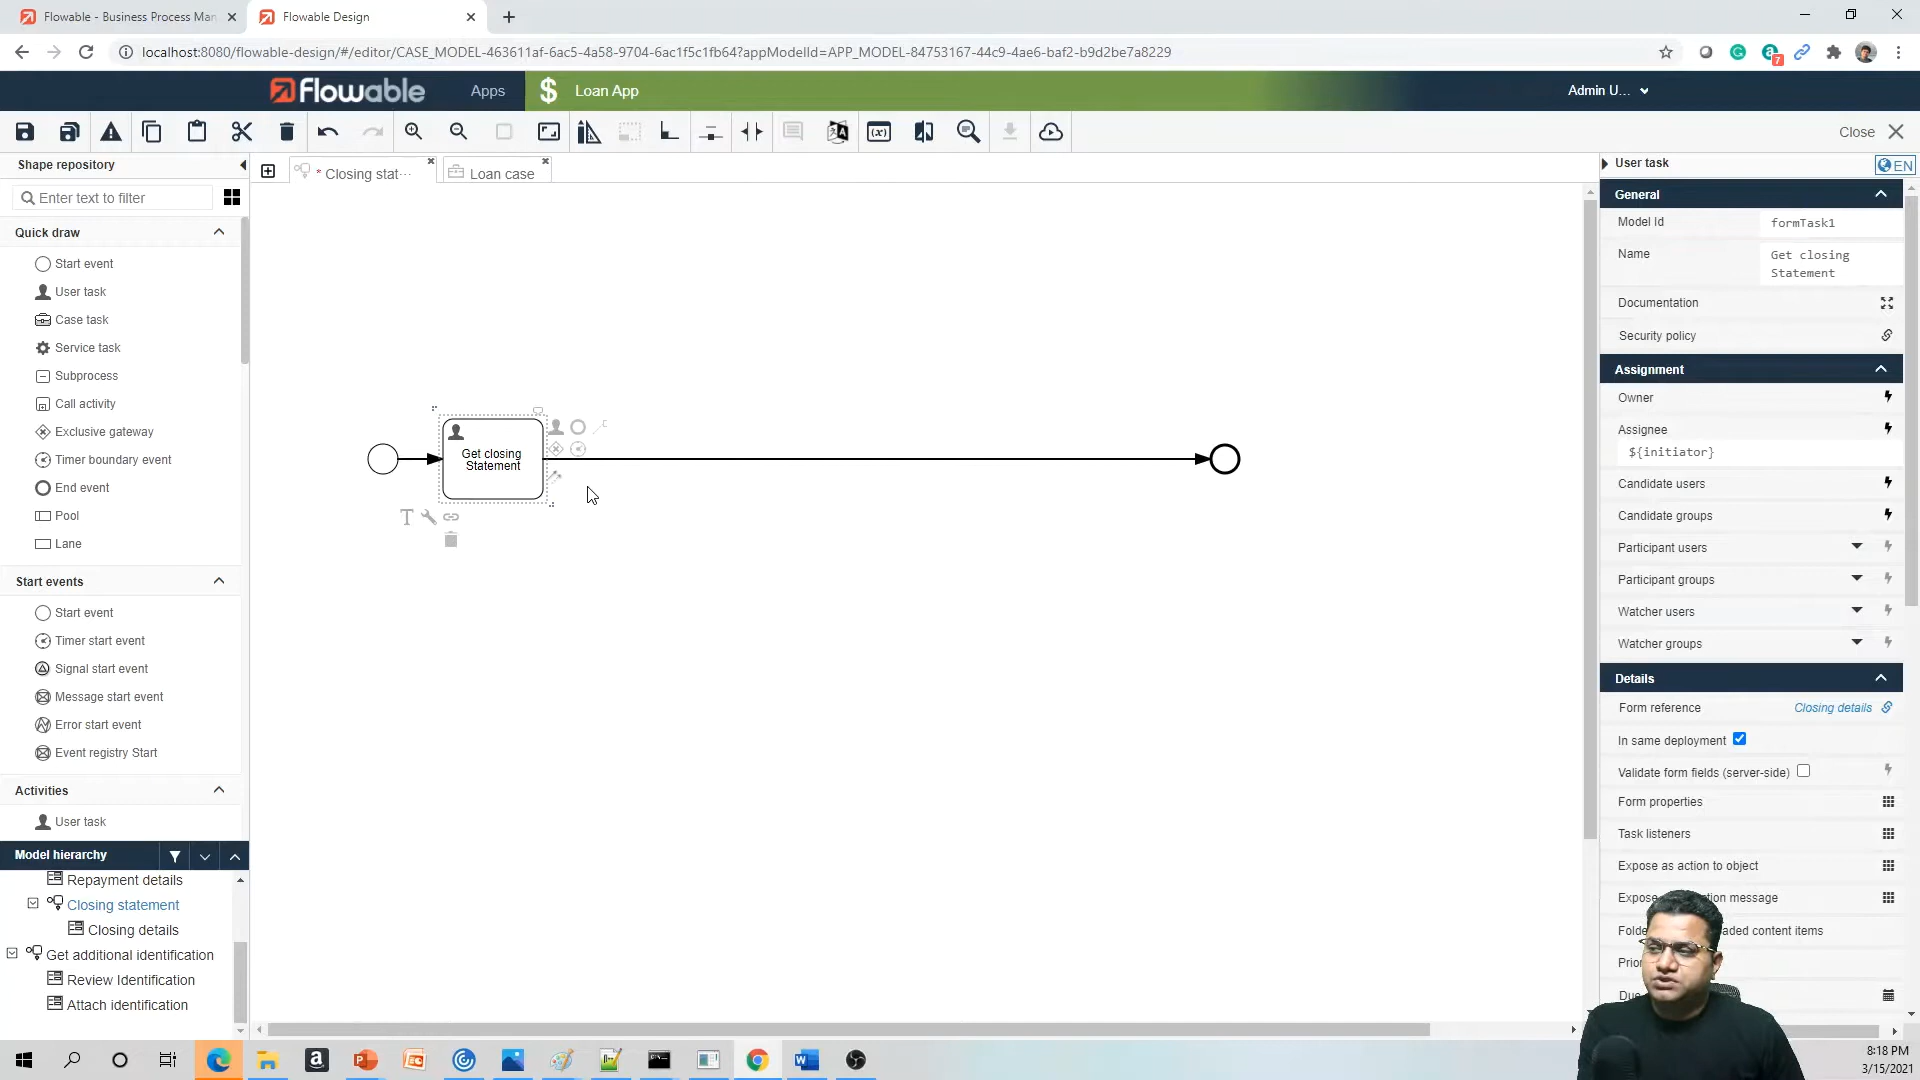 Flowable - Business Process Man
Flowable Design
localhost:8080/flowable-design/#/editor/CASE_MODEL-463611af-6ac5-4a58-9704-6ac1f5c1fb64?appModelId=APP_MODEL-84753167-44c9-4ae6-baf2-b9d2be7a8229
7
flowable
Apps
$ Loan App
Admin U...
Close
Shape repository
* Closing stat···
Loan case
User task
EN
Enter text to filter
Quick draw
Start event
User task
Case task
Service task
Subprocess
Call activity
Exclusive gateway
Timer boundary event
End event
Pool
Lane
Start events
Start event
Timer start event
Signal start event
Message start event
Error start event
Event registry Start
Activities
User task
Model hierarchy
Repayment details
Closing statement
Closing details
Get additional identification
Review Identification
Attach identification
Get closing
Statement
General
Model Id
formTask1
Name
Get closing
Statement
Documentation
Security policy
Assignment
Owner
Assignee
${initiator}
Candidate users
Candidate groups
Participant users
Participant groups
Watcher users
Watcher groups
Details
Form reference
Closing details
In same deployment
Validate form fields (server-side)
Form properties
Task listeners
Expose as action to object
message
content items
8:18 PM
3/15/2021